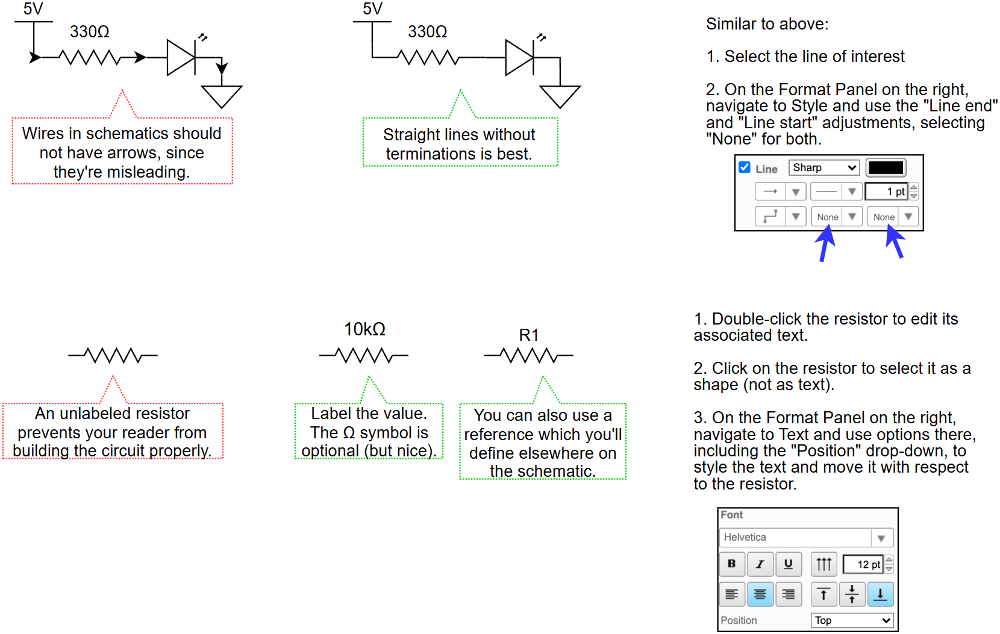 5V
330Ω
Wires in schematics should
not have arrows, since
they're misleading.
5V
330Ω
Straight lines without
terminations is best.
Similar to above:
1. Select the line of interest
2. On the Format Panel on the right,
navigate to Style and use the "Line end"
and "Line start" adjustments, selecting
"None" for both.
Line
Sharp
1 pt
None
None
An unlabeled resistor
prevents your reader from
building the circuit properly.
10kΩ
Label the value.
The Ω symbol is
optional (but nice).
R1
You can also use a
reference which you'll
define elsewhere on
the schematic.
1. Double-click the resistor to edit its
associated text.
2. Click on the resistor to select it as a
shape (not as text).
3. On the Format Panel on the right,
navigate to Text and use options there,
including the "Position" drop-down, to
style the text and move it with respect
to the resistor.
Font
Helvetica
B I U
12 pt
Position
Top